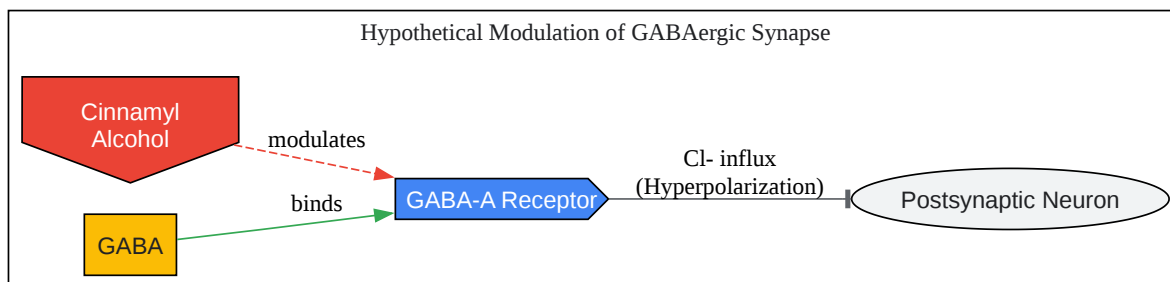 Hypothetical Modulation of GABAergic Synapse
Cinnamyl
Alcohol
modulates
binds
GABA
GABA-A Receptor
Cl- influx
(Hyperpolarization)
Postsynaptic Neuron